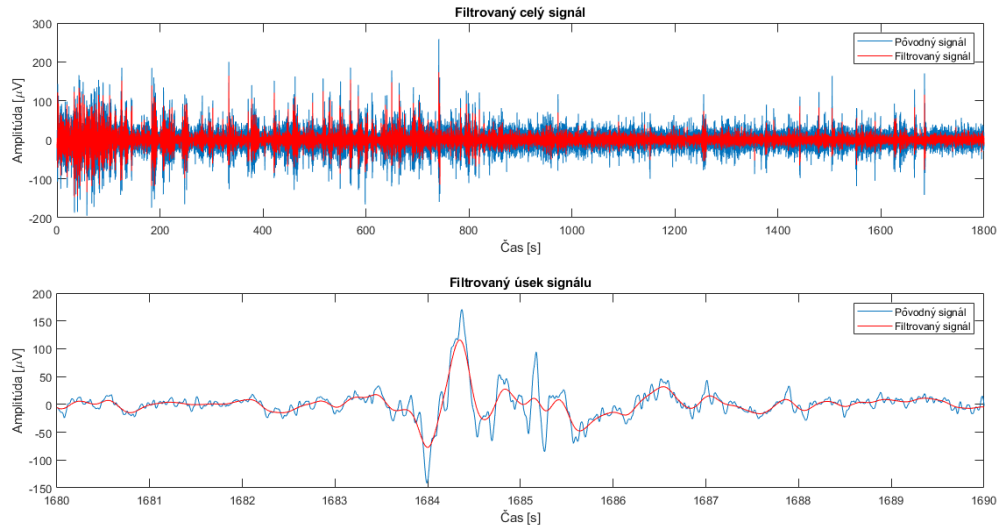 Filtrovaný celý signál
Amplitúda [μV]
300
200
100
0
-100
-200
Pôvodný signál
Filtrovaný signál
0 200 400 600 800 1000 1200 1400 1600 1800
Čas [s]
Filtrovaný úsek signálu
Amplitúda [μV]
200
150
100
50
0
-50
-100
-150
Pôvodný signál
Filtrovaný signál
1680 1681 1682 1683 1684 1685 1686 1687 1688 1689 1690
Čas [s]